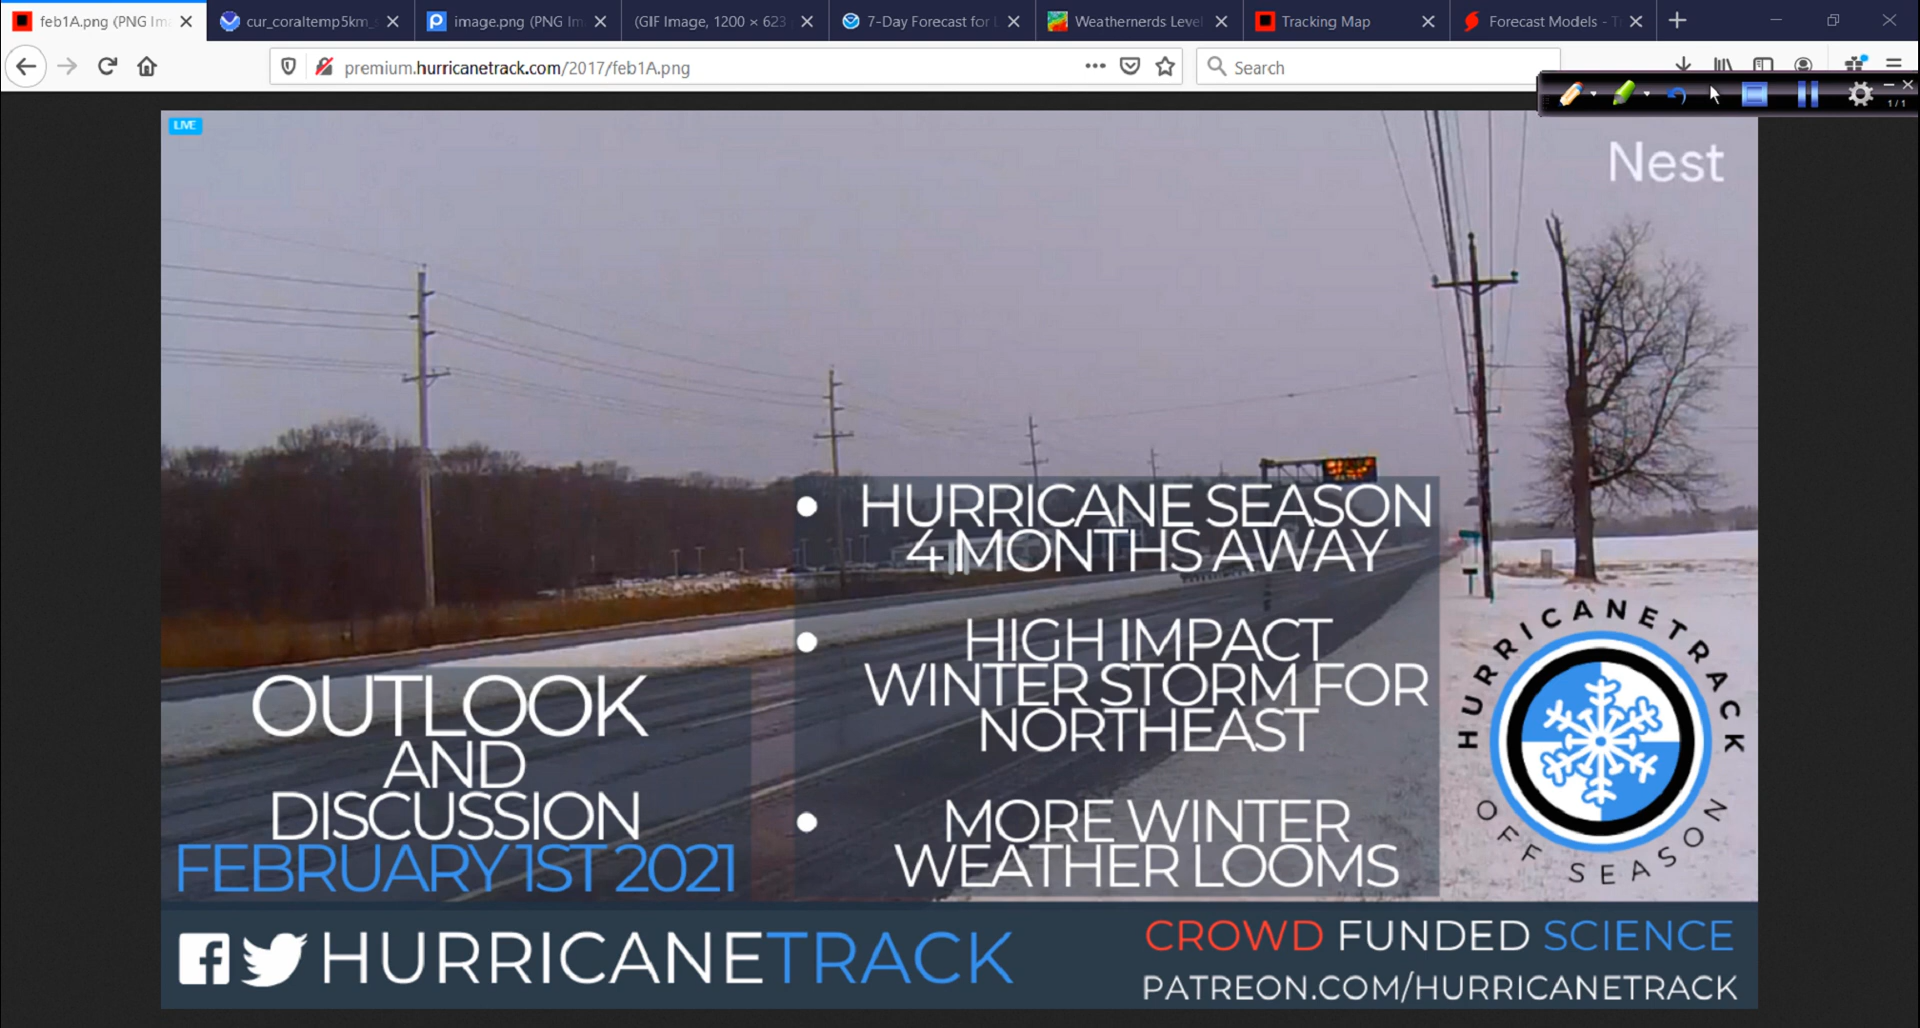 feb1A.png (PNG Im
cur_coraltemp5km_
image.png (PNG Im
(GIF Image, 1200 × 623
7-Day Forecast for
Weathernerds Level
Tracking Map
Forecast Models - T
premium.hurricanetrack.com/2017/feb1A.png
Search
1/1
LIVE
Nest
HURRICANE SEASON
4 MONTHS AWAY
HIGH IMPACT
WINTER STORM FOR
NORTHEAST
MORE WINTER
WEATHER LOOMS
OUTLOOK
AND
DISCUSSION
FEBRUARY 1ST 2021
HURRICANETRACK
OFF SEASON
HURRICANETRACK
CROWD FUNDED SCIENCE
PATREON.COM/HURRICANETRACK